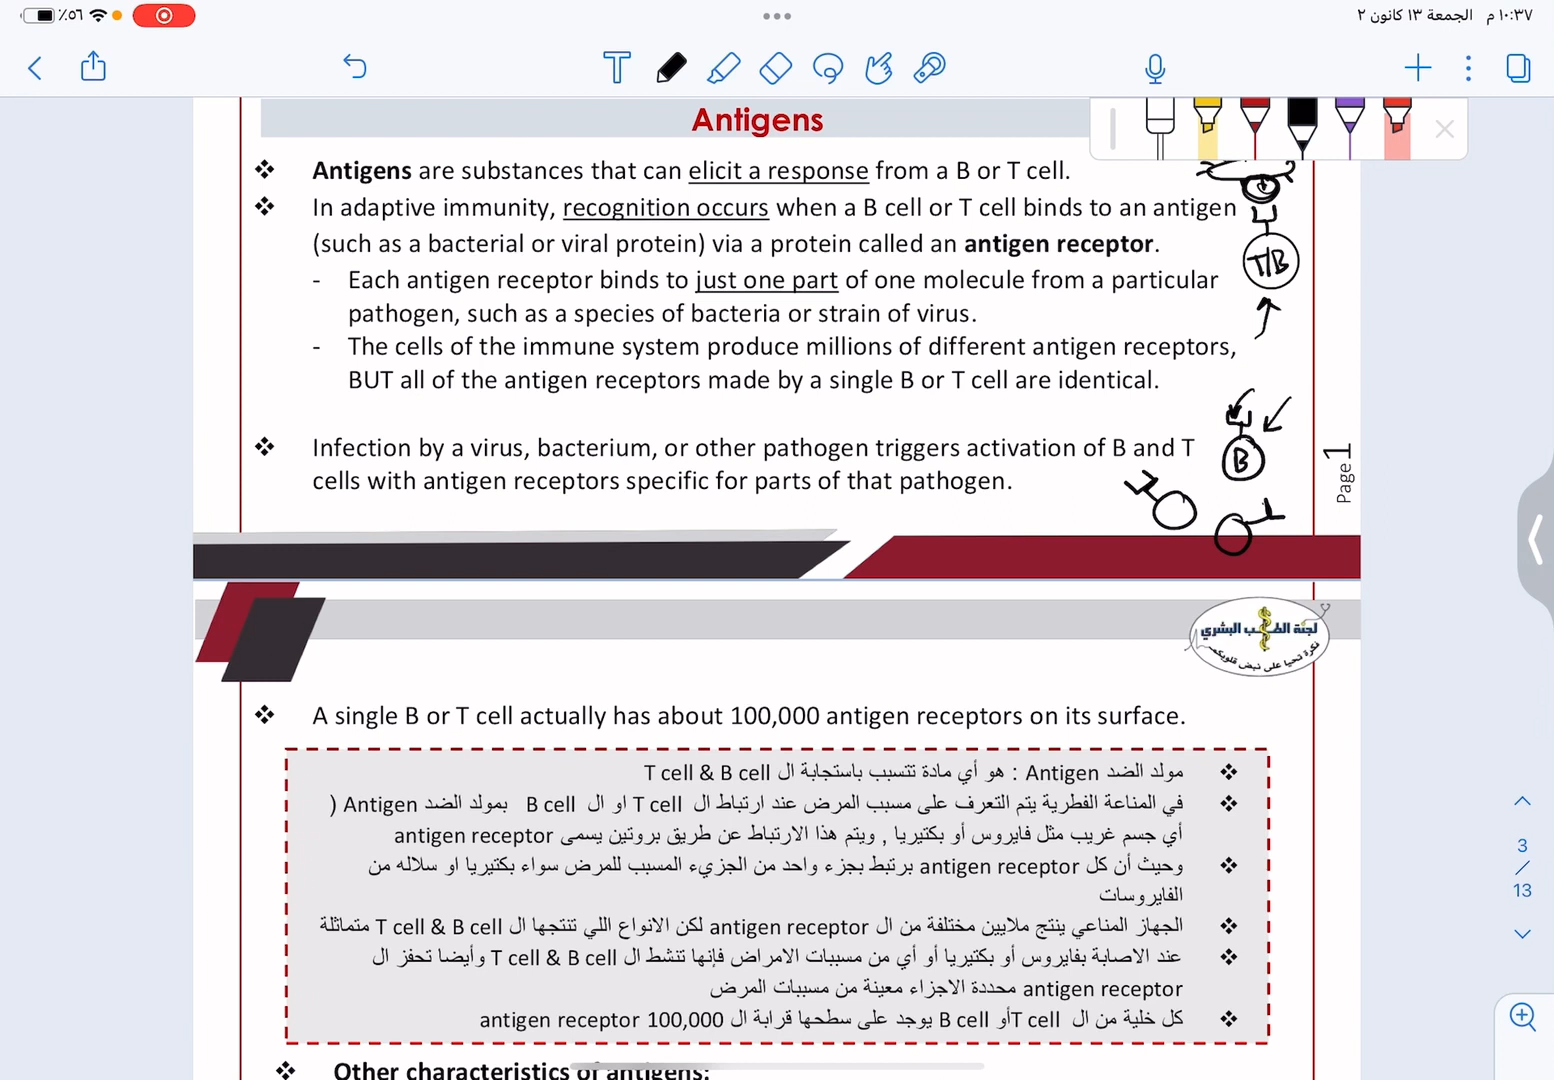 ٪٥٦
١٠:٣٧ م الجمعة ١٣ كانون ٢
Antigens
❖ Antigens are substances that can elicit a response from a B or T cell.
❖ In adaptive immunity, recognition occurs when a B cell or T cell binds to an antigen
(such as a bacterial or viral protein) via a protein called an antigen receptor.
T/B
- Each antigen receptor binds to just one part of one molecule from a particular
pathogen, such as a species of bacteria or strain of virus.
- The cells of the immune system produce millions of different antigen receptors,
BUT all of the antigen receptors made by a single B or T cell are identical.
❖ Infection by a virus, bacterium, or other pathogen triggers activation of B and T
cells with antigen receptors specific for parts of that pathogen.
B
Page 1
لجنة الطب البشري
فكرة تحيا على نبض قلوبكم
❖ A single B or T cell actually has about 100,000 antigen receptors on its surface.
❖ مولد الضد Antigen : هو أي مادة تتسبب باستجابة ال T cell & B cell
❖ في المناعة الفطرية يتم التعرف على مسبب المرض عند ارتباط ال T cell او ال B cell بمولد الضد Antigen (
أي جسم غريب مثل فايروس أو بكتيريا , ويتم هذا الارتباط عن طريق بروتين يسمى antigen receptor
❖ وحيث أن كل antigen receptor برتبط بجزء واحد من الجزيء المسبب للمرض سواء بكتيريا او سلاله من
الفايروسات
❖ الجهاز المناعي ينتج ملايين مختلفة من ال antigen receptor لكن الانواع اللي تنتجها ال T cell & B cell متماثلة
❖ عند الاصابة بفايروس أو بكتيريا أو أي من مسببات الامراض فإنها تنشط ال T cell & B cell وأيضا تحفز ال
antigen receptor محددة الاجزاء معينة من مسببات المرض
❖ كل خلية من ال T cell أو B cell يوجد على سطحها قرابة ال 100,000 antigen receptor
3
/
13
❖ Other characteristics of antigens: